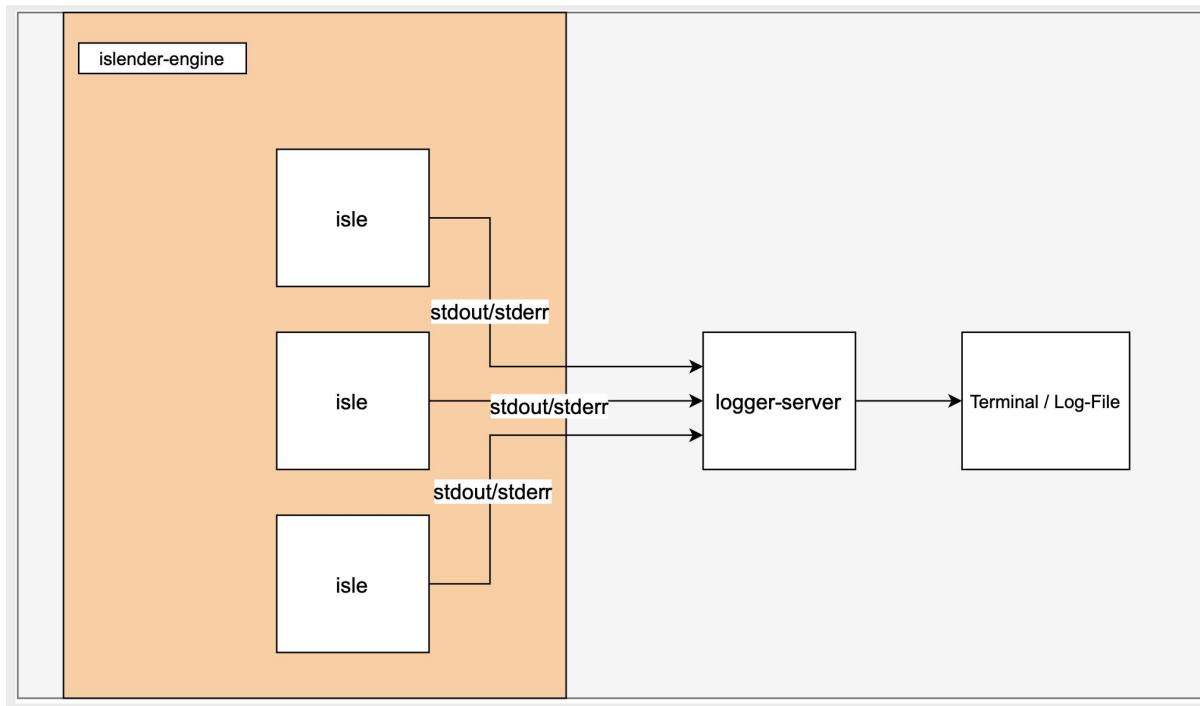 islender-engine
isle
stdout/stderr
isle
stdout/stderr
logger-server
Terminal / Log-File
stdout/stderr
isle